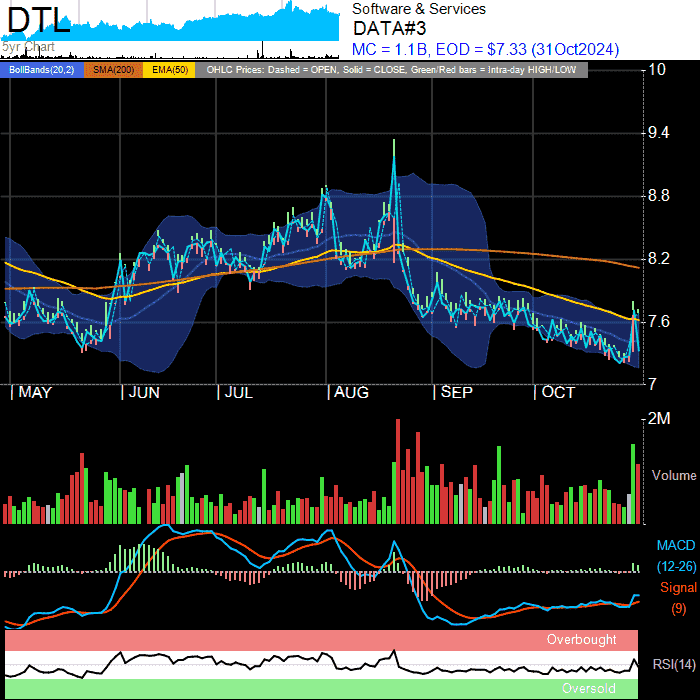 DTL
5yr Chart
Software & Services
DATA#3
MC = 1.1B, EOD = $7.33 (31Oct2024)
BollBands(20,2) SMA(200) EMA(50) OHLC Prices: Dashed = OPEN, Solid = CLOSE, Green/Red bars = Intra-day HIGH/LOW
10
9.4
8.8
8.2
7.6
7
MAY JUN JUL AUG SEP OCT
2M
Volume
MACD
(12-26)
Signal
(9)
Overbought
RSI(14)
Oversold